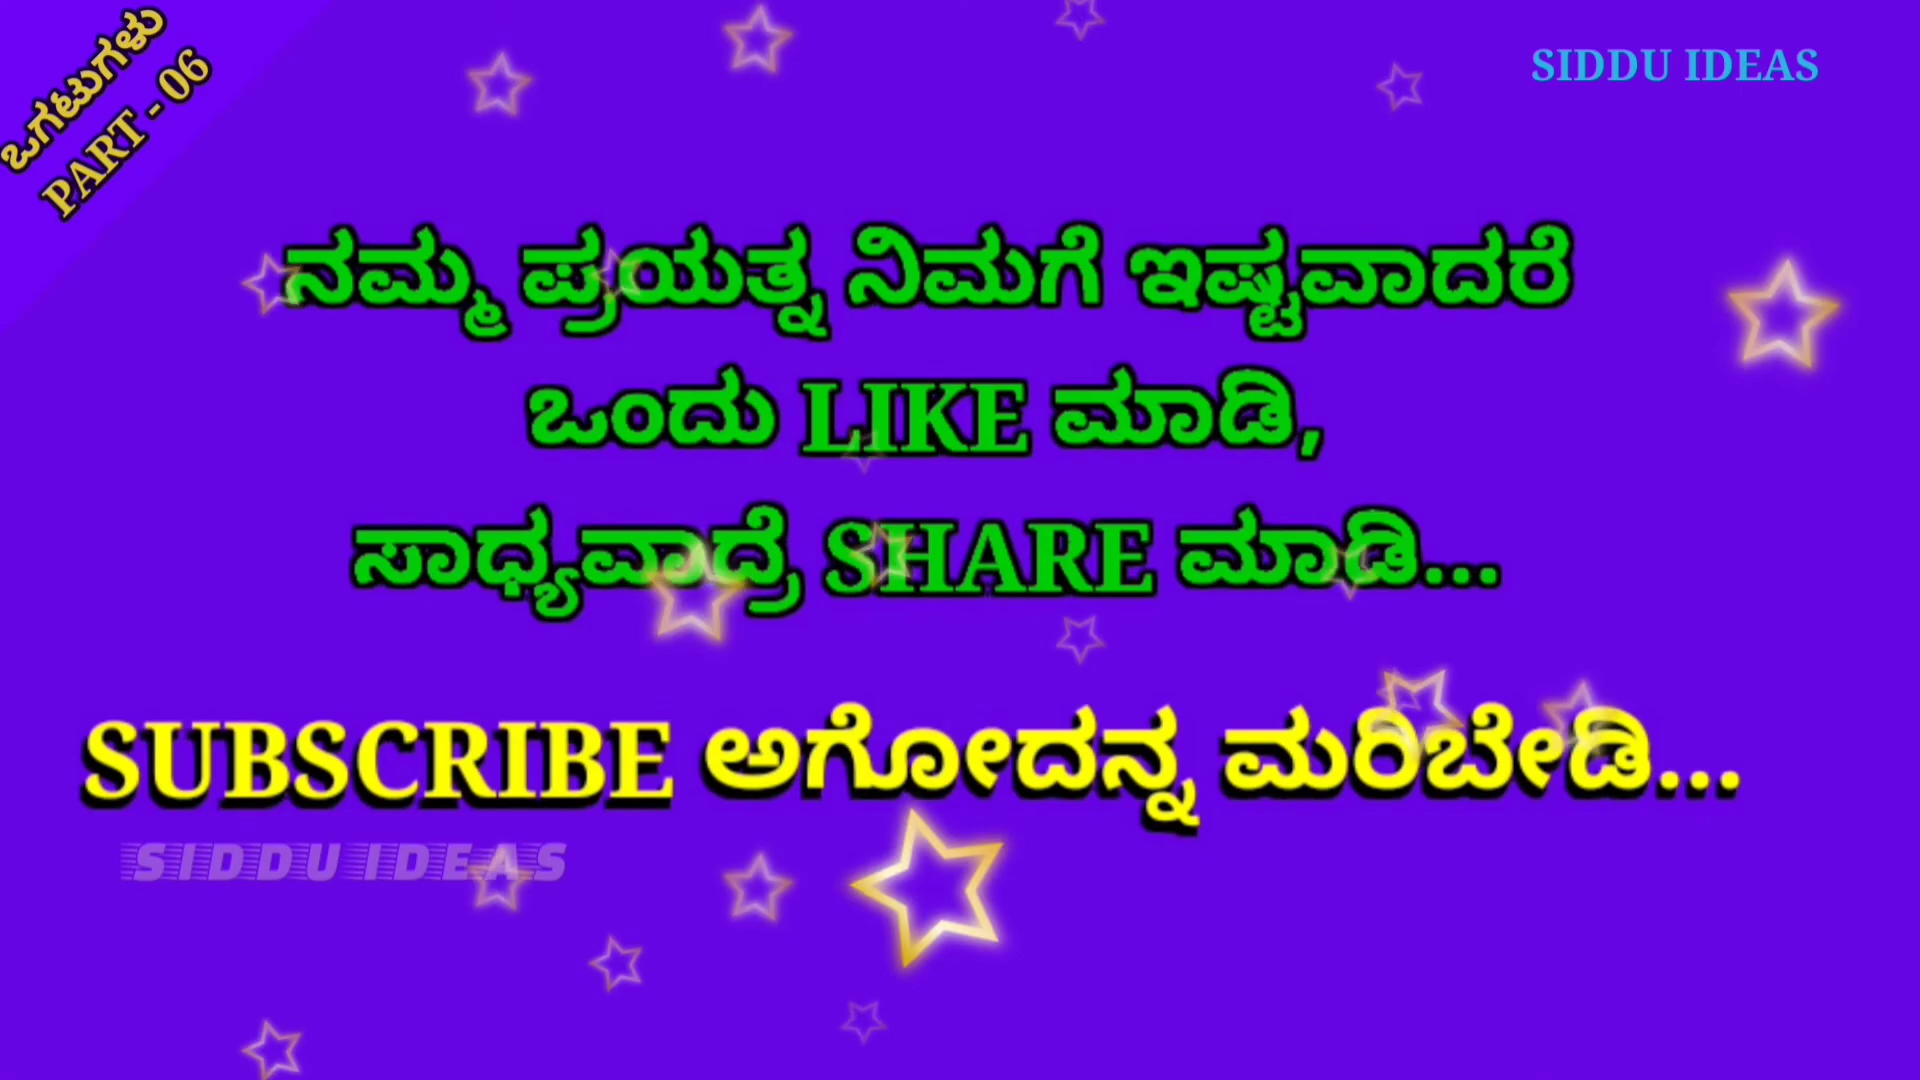 ಒಗಟುಗಳು
PART - 06
SIDDU IDEAS
ನಮ್ಮ ಪ್ರಯತ್ನ ನಿಮಗೆ ಇಷ್ಟವಾದರೆ
ಒಂದು LIKE ಮಾಡಿ,
ಸಾಧ್ಯವಾದ್ರೆ SHARE ಮಾಡಿ...
SUBSCRIBE ಅಗೋದನ್ನ ಮರಿಬೇಡಿ...
SIDDU IDEAS